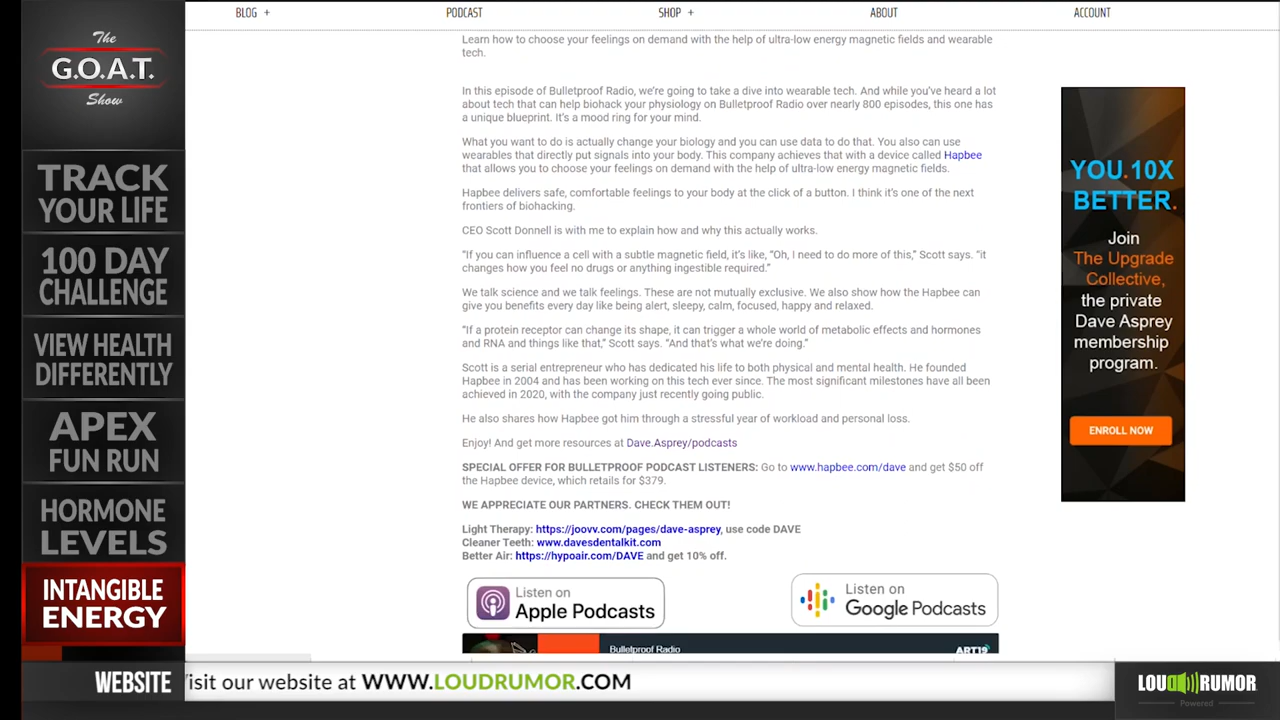 BLOG +
PODCAST
SHOP +
ABOUT
ACCOUNT
The
G.O.A.T.
Show
TRACK
YOUR LIFE
100 DAY
CHALLENGE
VIEW HEALTH
DIFFERENTLY
APEX
FUN RUN
HORMONE
LEVELS
INTANGIBLE
ENERGY
Learn how to choose your feelings on demand with the help of ultra-low energy magnetic fields and wearable
tech.
In this episode of Bulletproof Radio, we're going to take a dive into wearable tech. And while you've heard a lot
about tech that can help biohack your physiology on Bulletproof Radio over nearly 800 episodes, this one has
a unique blueprint. It's a mood ring for your mind.
What you want to do is actually change your biology and you can use data to do that. You also can use
wearables that directly put signals into your body. This company achieves that with a device called Hapbee
that allows you to choose your feelings on demand with the help of ultra-low energy magnetic fields.
Hapbee delivers safe, comfortable feelings to your body at the click of a button. I think it's one of the next
frontiers of biohacking.
CEO Scott Donnell is with me to explain how and why this actually works.
“If you can influence a cell with a subtle magnetic field, it's like, “Oh, I need to do more of this,” Scott says. “it
changes how you feel no drugs or anything ingestible required.”
We talk science and we talk feelings. These are not mutually exclusive. We also show how the Hapbee can
give you benefits every day like being alert, sleepy, calm, focused, happy and relaxed.
“If a protein receptor can change its shape, it can trigger a whole world of metabolic effects and hormones
and RNA and things like that,” Scott says. “And that's what we're doing.”
Scott is a serial entrepreneur who has dedicated his life to both physical and mental health. He founded
Hapbee in 2004 and has been working on this tech ever since. The most significant milestones have all been
achieved in 2020, with the company just recently going public.
He also shares how Hapbee got him through a stressful year of workload and personal loss.
Enjoy! And get more resources at Dave.Asprey/podcasts
SPECIAL OFFER FOR BULLETPROOF PODCAST LISTENERS: Go to www.hapbee.com/dave and get $50 off
the Hapbee device, which retails for $379.
WE APPRECIATE OUR PARTNERS. CHECK THEM OUT!
Light Therapy: https://joovv.com/pages/dave-asprey, use code DAVE
Cleaner Teeth: www.davesdentalkit.com
Better Air: https://hypoair.com/DAVE and get 10% off.
Listen on
Apple Podcasts
Listen on
Google Podcasts
Bulletproof Radio
ART19
YOU.10X
BETTER.
Join
The Upgrade
Collective,
the private
Dave Asprey
membership
program.
ENROLL NOW
WEBSITE
isit our website at WWW.LOUDRUMOR.COM
LOUD RUMOR
Powered